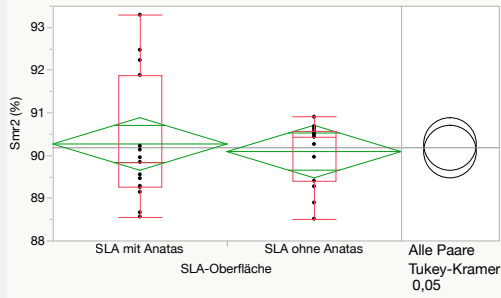 93
92
91
90
89
88
Smr2 (%)
SLA mit Anatas
SLA ohne Anatas
SLA-Oberfläche
Alle Paare
Tukey-Kramer
0,05